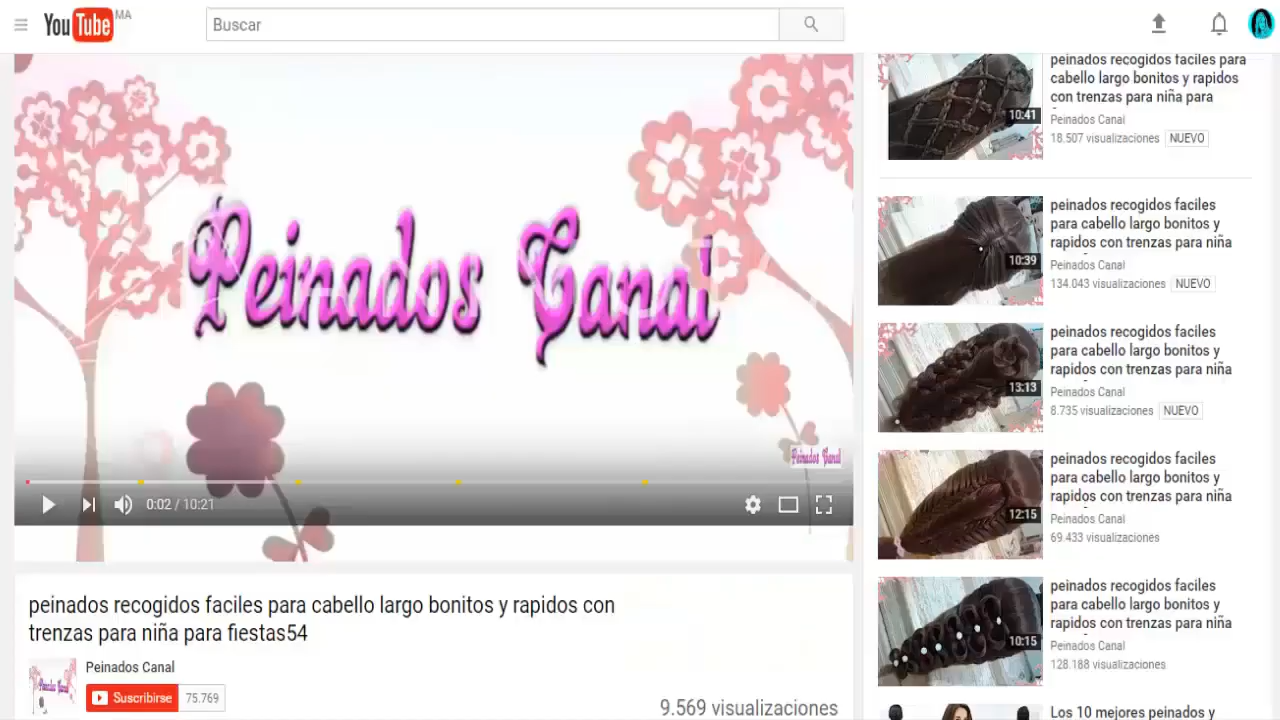 YouTube MA
Buscar
Peinados Canal
Peinados Canal
0:02 / 10:21
peinados recogidos faciles para cabello largo bonitos y rapidos con
trenzas para niña para fiestas54
Peinados Canal
Peinados Canal
Suscribirse 75.769
9.569 visualizaciones
10:41
peinados recogidos faciles para
cabello largo bonitos y rapidos
con trenzas para niña para
Peinados Canal
18.507 visualizaciones NUEVO
10:39
peinados recogidos faciles
para cabello largo bonitos y
rapidos con trenzas para niña
Peinados Canal
134.043 visualizaciones NUEVO
13:13
peinados recogidos faciles
para cabello largo bonitos y
rapidos con trenzas para niña
Peinados Canal
8.735 visualizaciones NUEVO
12:15
peinados recogidos faciles
para cabello largo bonitos y
rapidos con trenzas para niña
Peinados Canal
69.433 visualizaciones
10:15
peinados recogidos faciles
para cabello largo bonitos y
rapidos con trenzas para niña
Peinados Canal
128.188 visualizaciones
Los 10 mejores peinados y